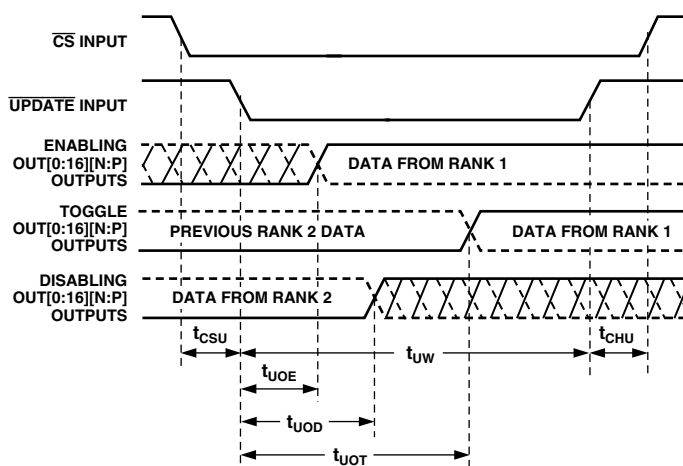 CS INPUT
UPDATE INPUT
ENABLING
OUT[0:16][N:P]
OUTPUTS
DATA FROM RANK 1
TOGGLE
OUT[0:16][N:P]
OUTPUTS
PREVIOUS RANK 2 DATA
DATA FROM RANK 1
DISABLING
OUT[0:16][N:P]
OUTPUTS
DATA FROM RANK 2
tCSU
tUW
tCHU
tUOE
tUOD
tUOT